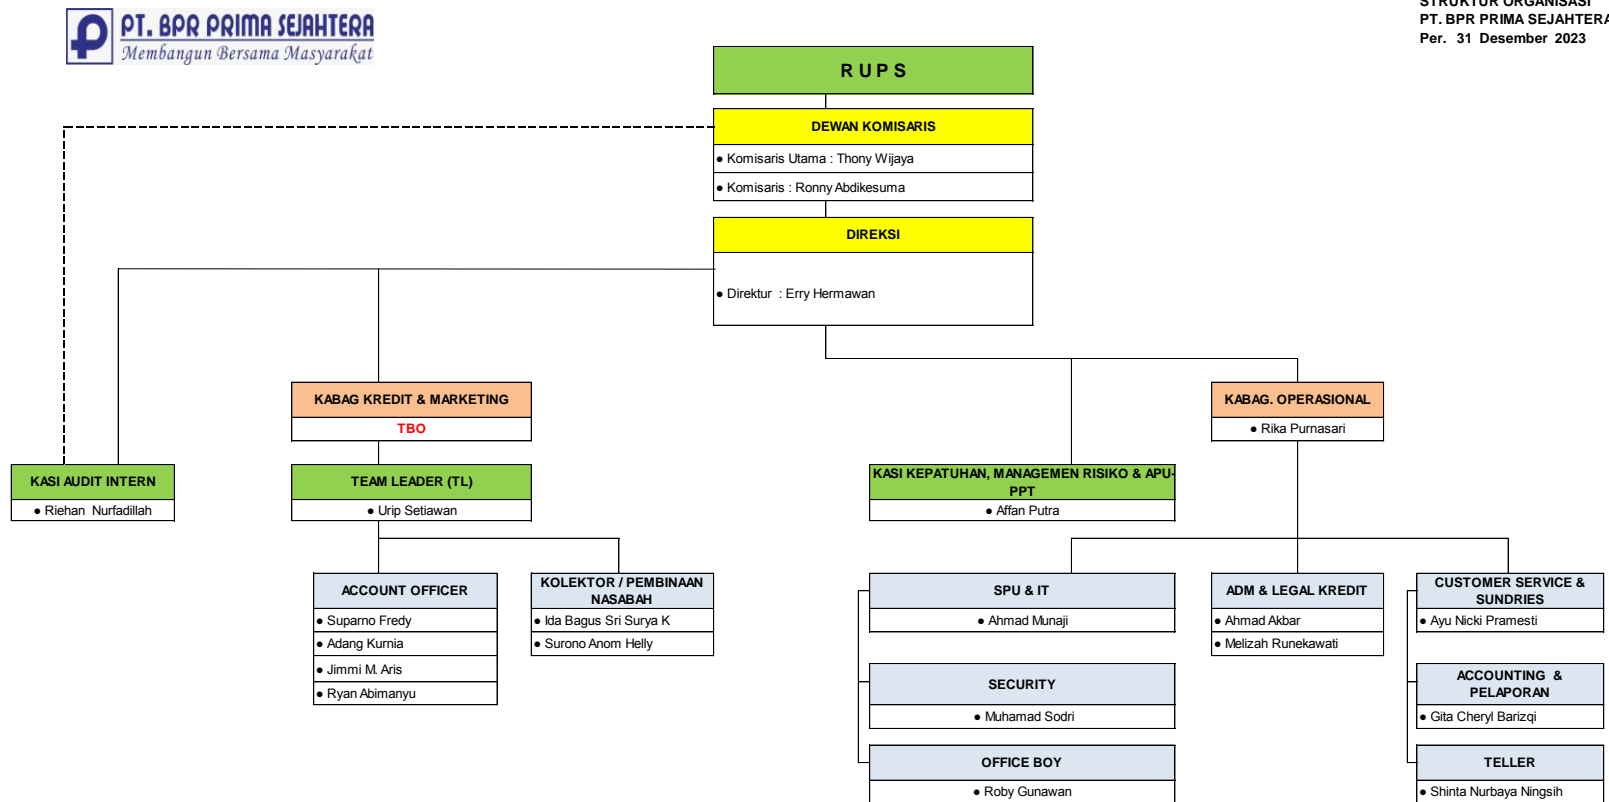 PT. BPR PRIMA SEJAHTERA
Membangun Bersama Masyarakat
STRUKTUR ORGANISASI
PT. BPR PRIMA SEJAHTERA
Per. 31 Desember 2023
R U P S
DEWAN KOMISARIS
● Komisaris Utama : Thony Wijaya
● Komisaris : Ronny Abdikesuma
DIREKSI
● Direktur : Erry Hermawan
KABAG KREDIT & MARKETING
TBO
KABAG. OPERASIONAL
● Rika Purnasari
KASI AUDIT INTERN
● Riehan Nurfadillah
TEAM LEADER (TL)
● Urip Setiawan
KASI KEPATUHAN, MANAGEMEN RISIKO & APU-
PPT
● Affan Putra
ACCOUNT OFFICER
● Suparno Fredy
● Adang Kurnia
● Jimmi M. Aris
● Ryan Abimanyu
KOLEKTOR / PEMBINAAN
NASABAH
● Ida Bagus Sri Surya K
● Surono Anom Helly
SPU & IT
● Ahmad Munaji
ADM & LEGAL KREDIT
● Ahmad Akbar
● Melizah Runekawati
CUSTOMER SERVICE &
SUNDRIES
● Ayu Nicki Pramesti
SECURITY
● Muhamad Sodri
ACCOUNTING &
PELAPORAN
● Gita Cheryl Barizqi
OFFICE BOY
● Roby Gunawan
TELLER
● Shinta Nurbaya Ningsih